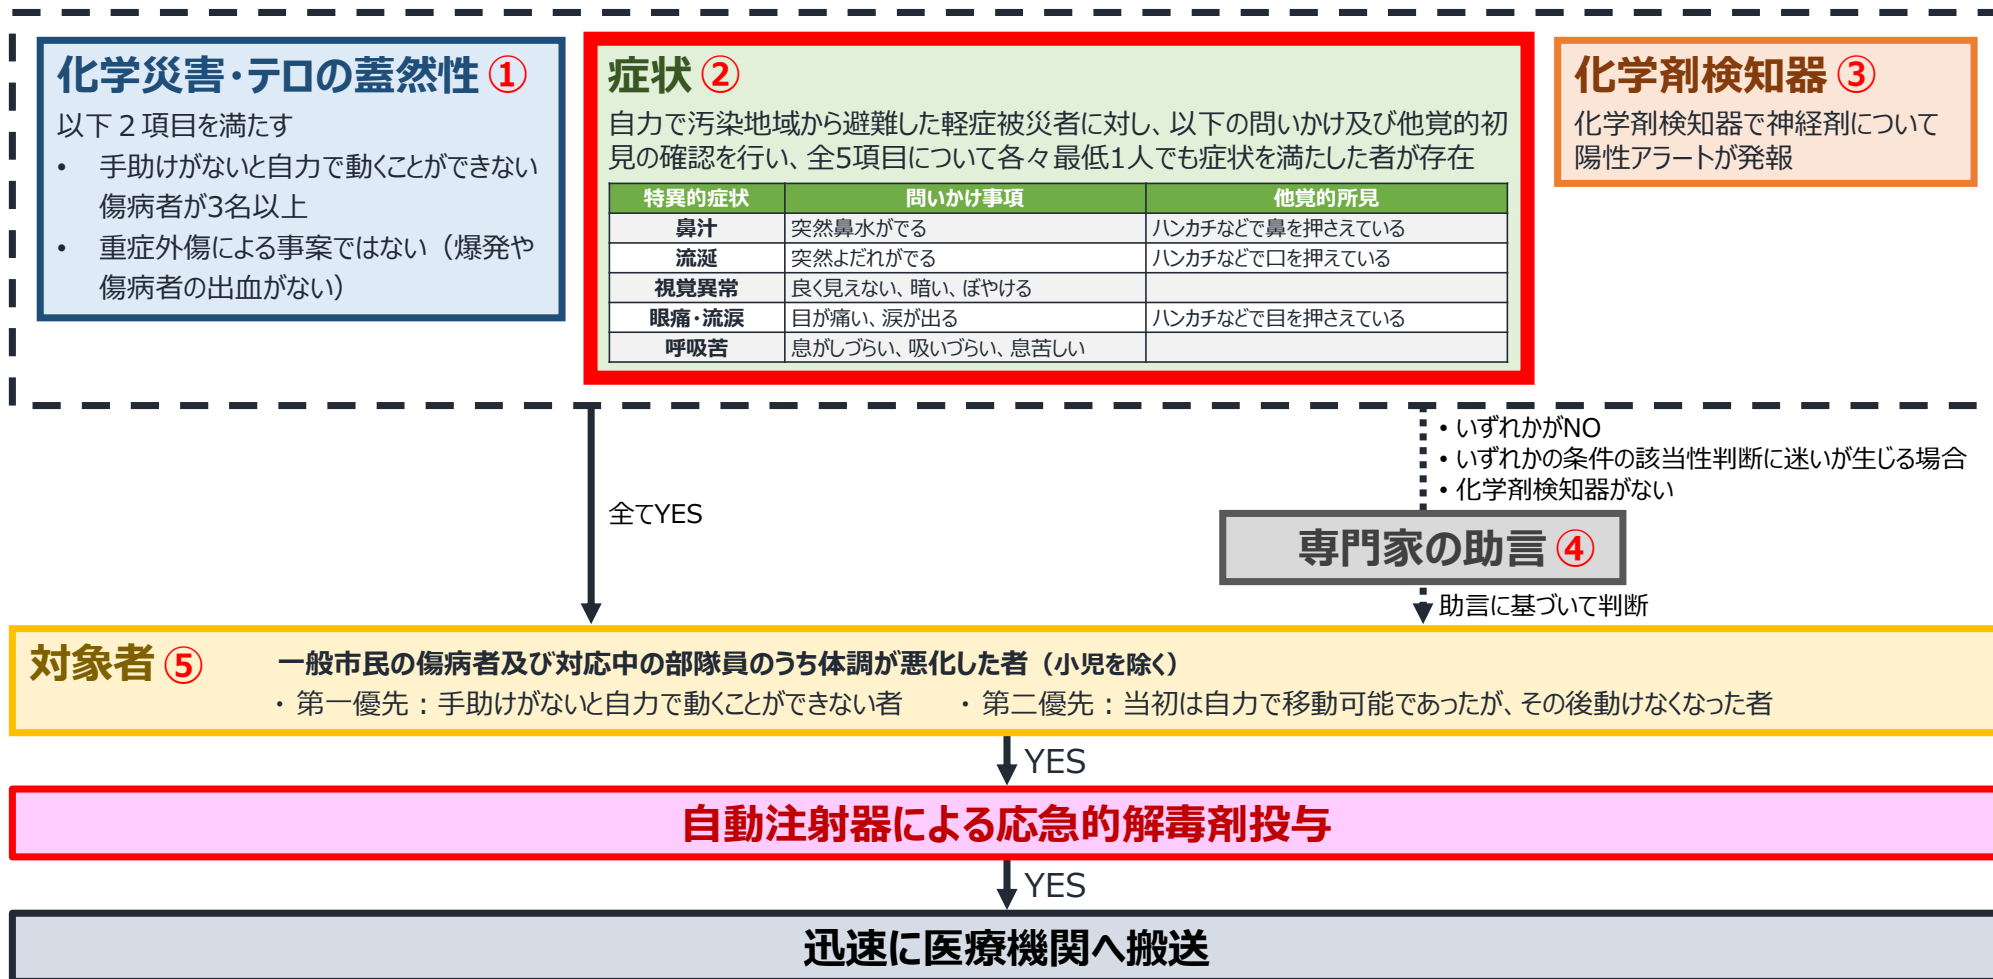 化学災害・テロの蓋然性 ①
以下２項目を満たす
• 手助けがないと自力で動くことができない
傷病者が3名以上
• 重症外傷による事案ではない（爆発や
傷病者の出血がない）
症状 ②
自力で汚染地域から避難した軽症被災者に対し、以下の問いかけ及び他覚的初
見の確認を行い、全5項目について各々最低1人でも症状を満たした者が存在
特異的症状 問いかけ事項 他覚的所見
鼻汁 突然鼻水がでる ハンカチなどで鼻を押さえている
流涎 突然よだれがでる ハンカチなどで口を押えている
視覚異常 良く見えない、暗い、ぼやける
眼痛・流涙 目が痛い、涙が出る ハンカチなどで目を押さえている
呼吸苦 息がしづらい、吸いづらい、息苦しい
化学剤検知器 ③
化学剤検知器で神経剤について
陽性アラートが発報
全てYES
• いずれかがNO
• いずれかの条件の該当性判断に迷いが生じる場合
• 化学剤検知器がない
専門家の助言 ④
助言に基づいて判断
対象者 ⑤
一般市民の傷病者及び対応中の部隊員のうち体調が悪化した者（小児を除く）
・第一優先：手助けがないと自力で動くことができない者 ・第二優先：当初は自力で移動可能であったが、その後動けなくなった者
YES
自動注射器による応急的解毒剤投与
YES
迅速に医療機関へ搬送